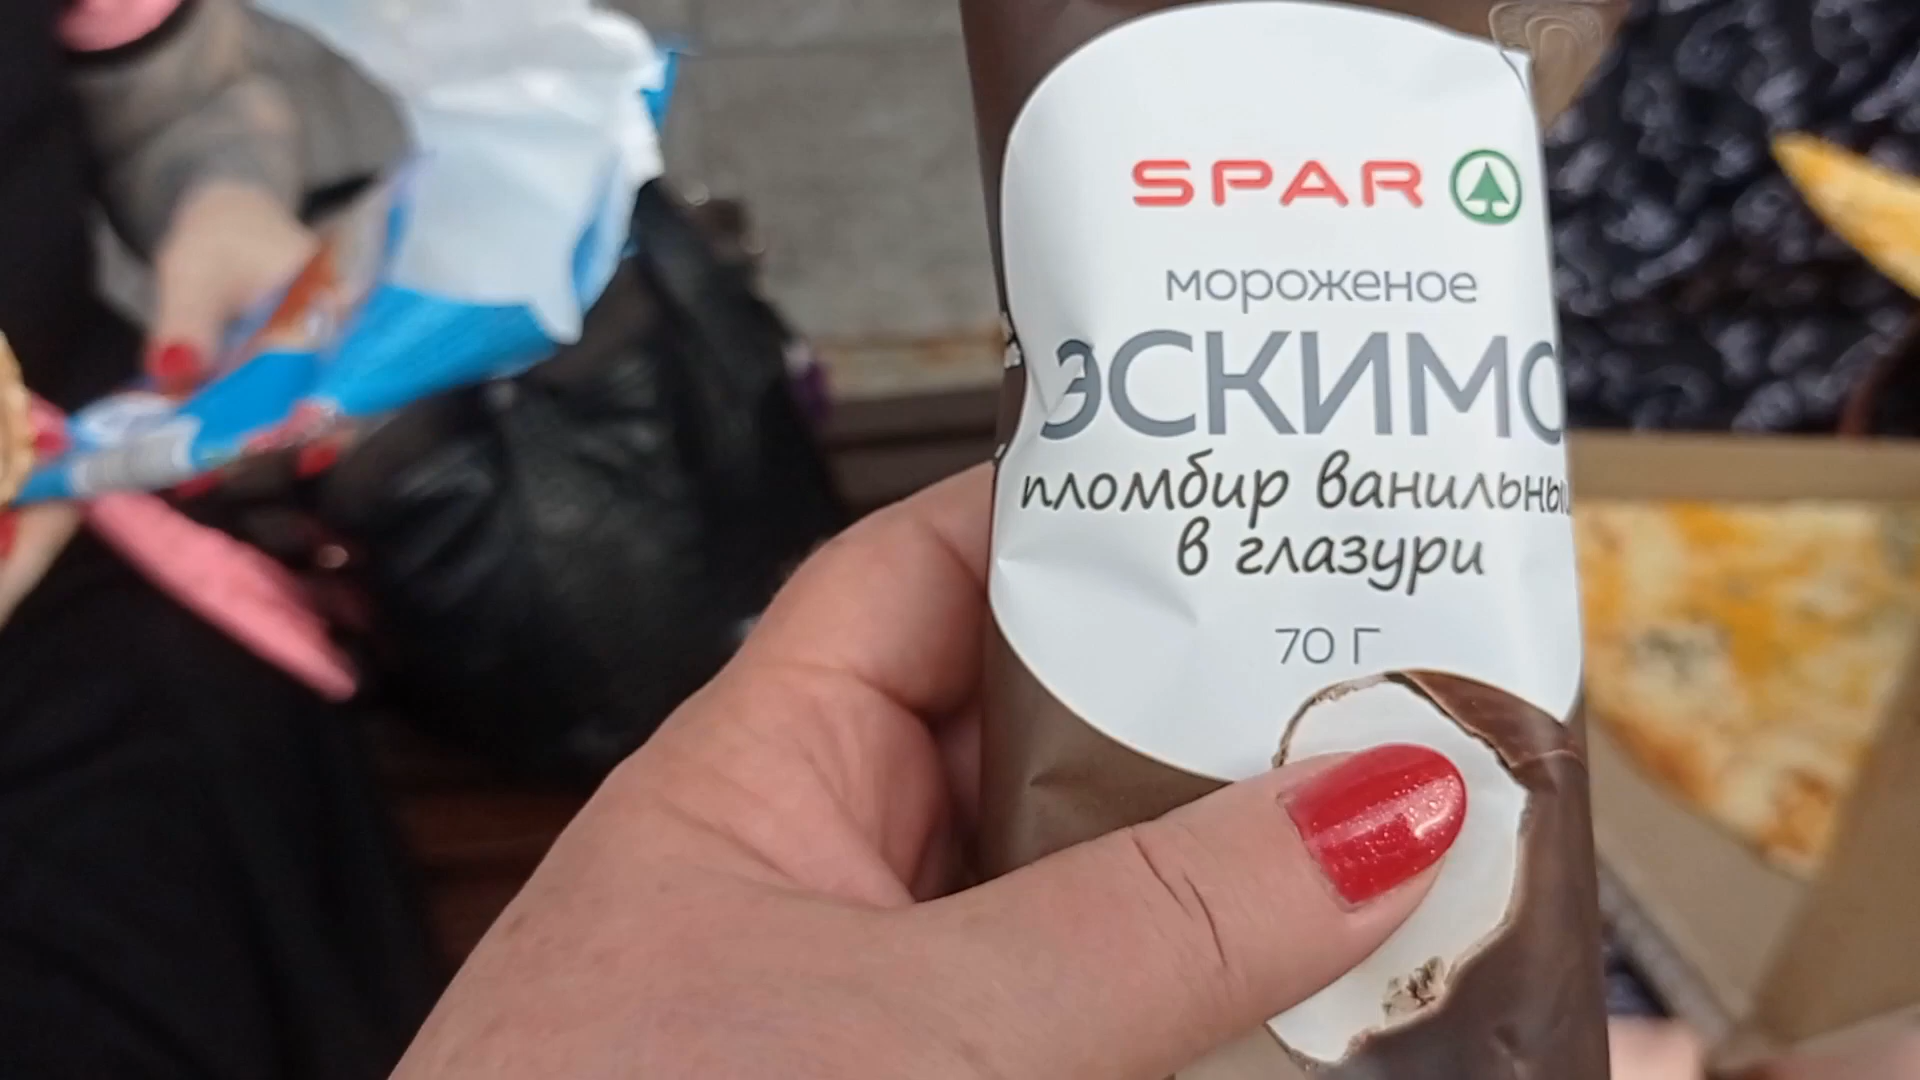 SPAR
мороженое
ЭСКИМО
пломбир ванильный
в глазури
70 г